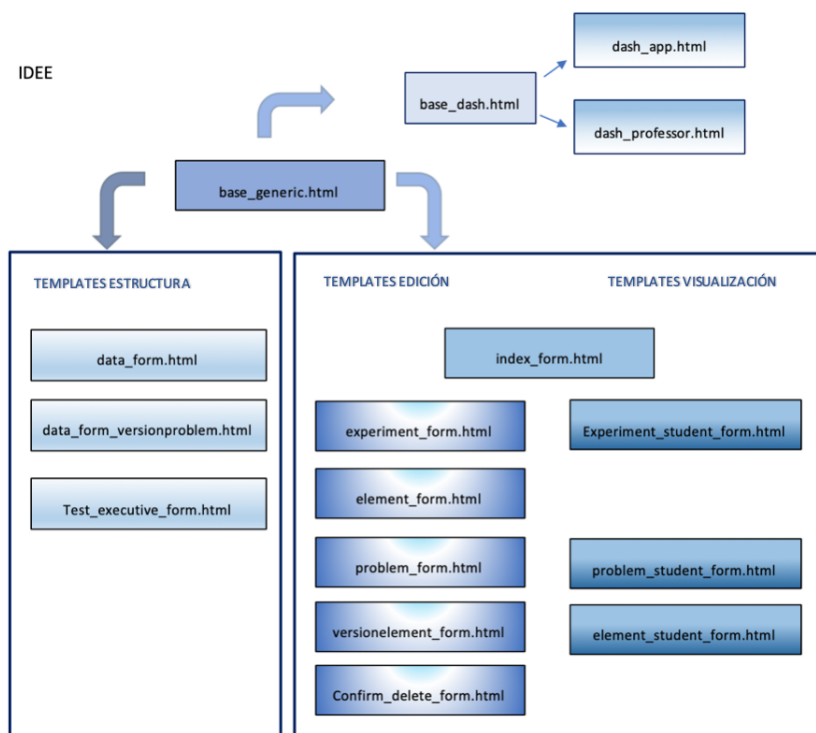 IDEE
dash_app.html
base_dash.html
dash_professor.html
base_generic.html
TEMPLATES ESTRUCTURA
data_form.html
data_form_versionproblem.html
Test_executive_form.html
TEMPLATES EDICIÓN
TEMPLATES VISUALIZACIÓN
index_form.html
experiment_form.html
Experiment_student_form.html
element_form.html
problem_form.html
problem_student_form.html
versionelement_form.html
element_student_form.html
Confirm_delete_form.html